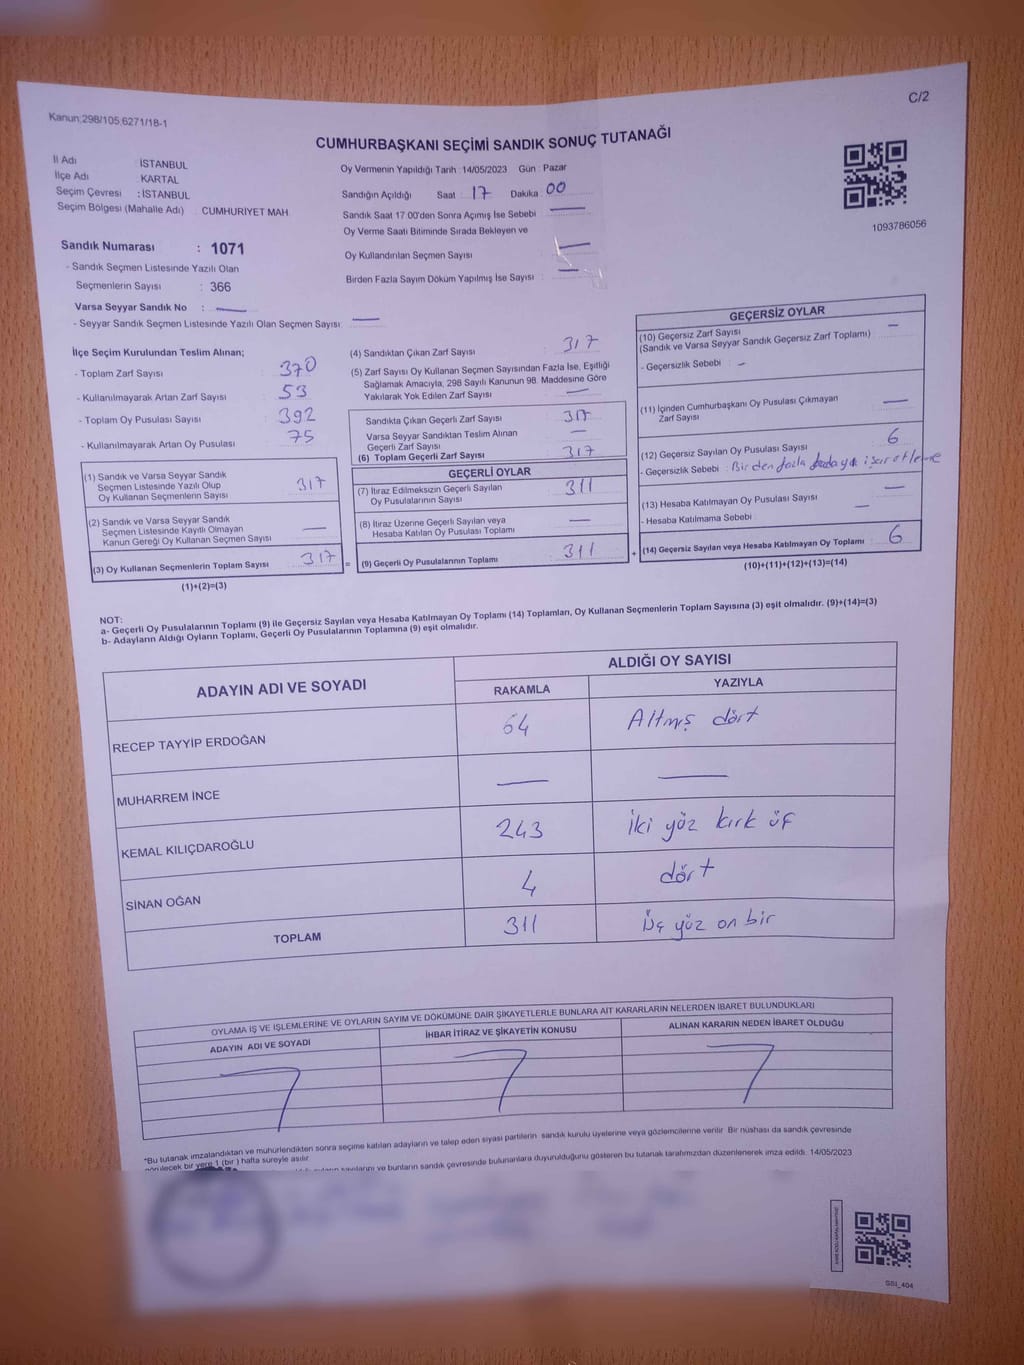 C/2
Kanun;298/105,6271/18-1
CUMHURBAŞKANI SEÇİMİ SANDIK SONUÇ TUTANAĞI
İl Adı : İSTANBUL
İlçe Adı : KARTAL
Seçim Çevresi : İSTANBUL
Seçim Bölgesi (Mahalle Adı) : CUMHURİYET MAH.
Oy Vermenin Yapıldığı Tarih :14/05/2023 Gün : Pazar
Sandığın Açıldığı Saat : 17 Dakika : 00
Sandık Saat 17.00'den Sonra Açımış İse Sebebi : —
Oy Verme Saati Bitiminde Sırada Bekleyen ve
Oy Kullandırılan Seçmen Sayısı : —
Birden Fazla Sayım Döküm Yapılmış İse Sayısı : —
1093786056
Sandık Numarası : 1071
- Sandık Seçmen Listesinde Yazılı Olan
Seçmenlerin Sayısı : 366
Varsa Seyyar Sandık No : —
- Seyyar Sandık Seçmen Listesinde Yazılı Olan Seçmen Sayısı: —
İlçe Seçim Kurulundan Teslim Alınan;
- Toplam Zarf Sayısı : 370
- Kullanılmayarak Artan Zarf Sayısı : 53
- Toplam Oy Pusulası Sayısı : 392
- Kullanılmayarak Artan Oy Pusulası : 75
(1) Sandık ve Varsa Seyyar Sandık
Seçmen Listesinde Yazılı Olup
Oy Kullanan Seçmenlerin Sayısı : 317
(2) Sandık ve Varsa Seyyar Sandık
Seçmen Listesinde Kayıtlı Olmayan
Kanun Gereği Oy Kullanan Seçmen Sayısı : —
(3) Oy Kullanan Seçmenlerin Toplam Sayısı : 317
(1)+(2)=(3)
(4) Sandıktan Çıkan Zarf Sayısı : 317
(5) Zarf Sayısı Oy Kullanan Seçmen Sayısından Fazla İse, Eşitliği
Sağlamak Amacıyla, 298 Sayılı Kanunun 98. Maddesine Göre
Yakılarak Yok Edilen Zarf Sayısı : —
Sandıkta Çıkan Geçerli Zarf Sayısı : 317
Varsa Seyyar Sandıktan Teslim Alınan
Geçerli Zarf Sayısı : —
(6) Toplam Geçerli Zarf Sayısı : 317
GEÇERLİ OYLAR
(7) İtiraz Edilmeksizin Geçerli Sayılan
Oy Pusulalarının Sayısı : 311
(8) İtiraz Üzerine Geçerli Sayılan veya
Hesaba Katılan Oy Pusulası Toplamı : —
= (9) Geçerli Oy Pusulalarının Toplamı : 311 +
GEÇERSİZ OYLAR
(10) Geçersiz Zarf Sayısı
(Sandık ve Varsa Seyyar Sandık Geçersiz Zarf Toplamı) : —
- Geçersizlik Sebebi : —
(11) İçinden Cumhurbaşkanı Oy Pusulası Çıkmayan
Zarf Sayısı : —
(12) Geçersiz Sayılan Oy Pusulası Sayısı : 6
- Geçersizlik Sebebi : Birden fazla adaya işaretleme
(13) Hesaba Katılmayan Oy Pusulası Sayısı : —
- Hesaba Katılmama Sebebi : —
(14) Geçersiz Sayılan veya Hesaba Katılmayan Oy Toplamı : 6
(10)+(11)+(12)+(13)=(14)
NOT:
a- Geçerli Oy Pusulalarının Toplamı (9) ile Geçersiz Sayılan veya Hesaba Katılmayan Oy Toplamı (14) Toplamları, Oy Kullanan Seçmenlerin Toplam Sayısına (3) eşit olmalıdır. (9)+(14)=(3)
b- Adayların Aldığı Oyların Toplamı, Geçerli Oy Pusulalarının Toplamına (9) eşit olmalıdır.
ADAYIN ADI VE SOYADI
ALDIĞI OY SAYISI
RAKAMLA YAZIYLA
RECEP TAYYİP ERDOĞAN 64 Altmış dört
MUHARREM İNCE — —
KEMAL KILIÇDAROĞLU 243 İki yüz kırk üç
SİNAN OĞAN 4 dört
TOPLAM 311 üç yüz on bir
OYLAMA İŞ VE İŞLEMLERİNE VE OYLARIN SAYIM VE DÖKÜMÜNE DAİR ŞİKAYETLERLE BUNLARA AİT KARARLARIN NELERDEN İBARET BULUNDUKLARI
ADAYIN ADI VE SOYADI İHBAR İTİRAZ VE ŞİKAYETİN KONUSU ALINAN KARARIN NEDEN İBARET OLDUĞU
*Bu tutanak imzalandıktan ve mühürlendikten sonra seçime katılan adayların ve talep eden siyasi partilerin sandık kurulu üyelerine veya gözlemcilerine verilir. Bir nüshası da sandık çevresinde
görülecek bir yere 1 (bir ) hafta süreyle asılır.
sayılarını ve bunların sandık çevresinde bulunanlara duyurulduğunu gösteren bu tutanak tarafımızdan düzenlenerek imza edildi. 14/05/2023
SSI_404